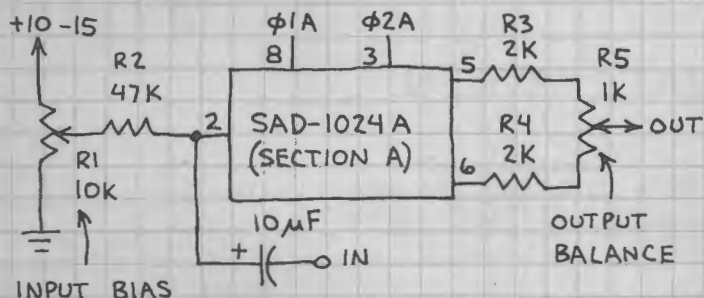 +10-15
R1
10K
INPUT BIAS
R2
47K
2
φ1A
8
φ2A
3
SAD-1024A
(SECTION A)
5
6
10μF
+
IN
R3
2K
R4
2K
R5
1K
OUT
OUTPUT
BALANCE